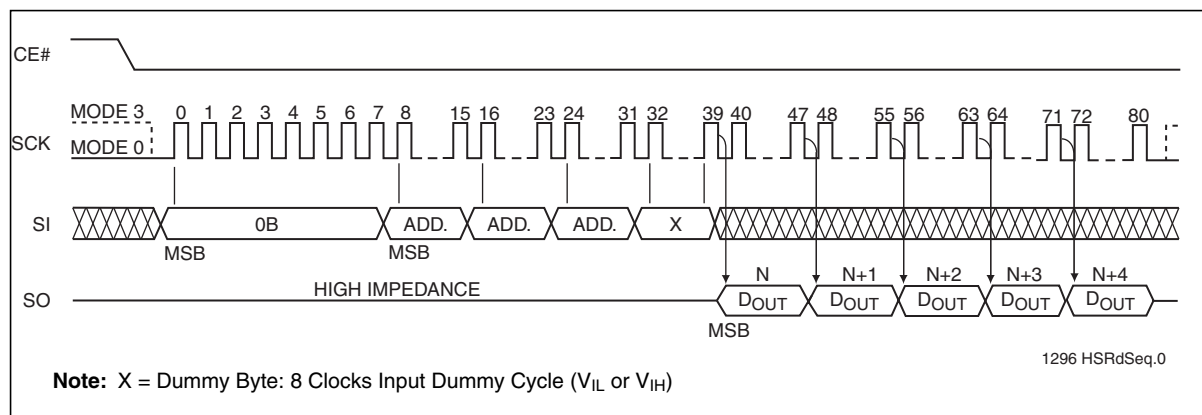 CE#
MODE 3
0 1 2 3 4 5 6 7 8 15 16 23 24 31 32 39 40 47 48 55 56 63 64 71 72 80
SCK
MODE 0
SI
0B ADD. ADD. ADD. X
MSB MSB
N N+1 N+2 N+3 N+4
SO
HIGH IMPEDANCE
DOUT DOUT DOUT DOUT DOUT
MSB
1296 HSRdSeq.0
Note: X = Dummy Byte: 8 Clocks Input Dummy Cycle (VIL or VIH)